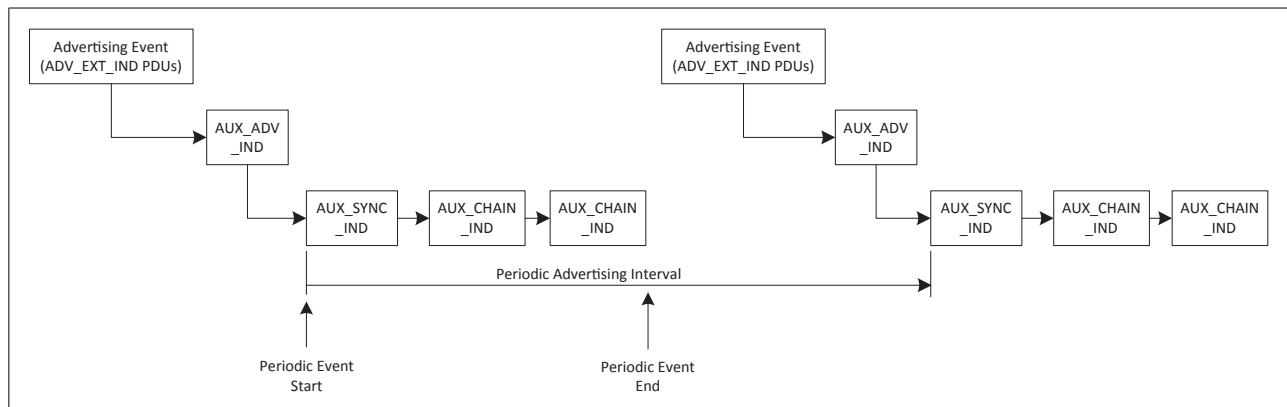 Advertising Event
(ADV_EXT_IND PDUs)
Advertising Event
(ADV_EXT_IND PDUs)
AUX_ADV
_IND
AUX_ADV
_IND
AUX_SYNC
_IND
AUX_CHAIN
_IND
AUX_CHAIN
_IND
AUX_SYNC
_IND
AUX_CHAIN
_IND
AUX_CHAIN
_IND
Periodic Advertising Interval
Periodic Event
Start
Periodic Event
End